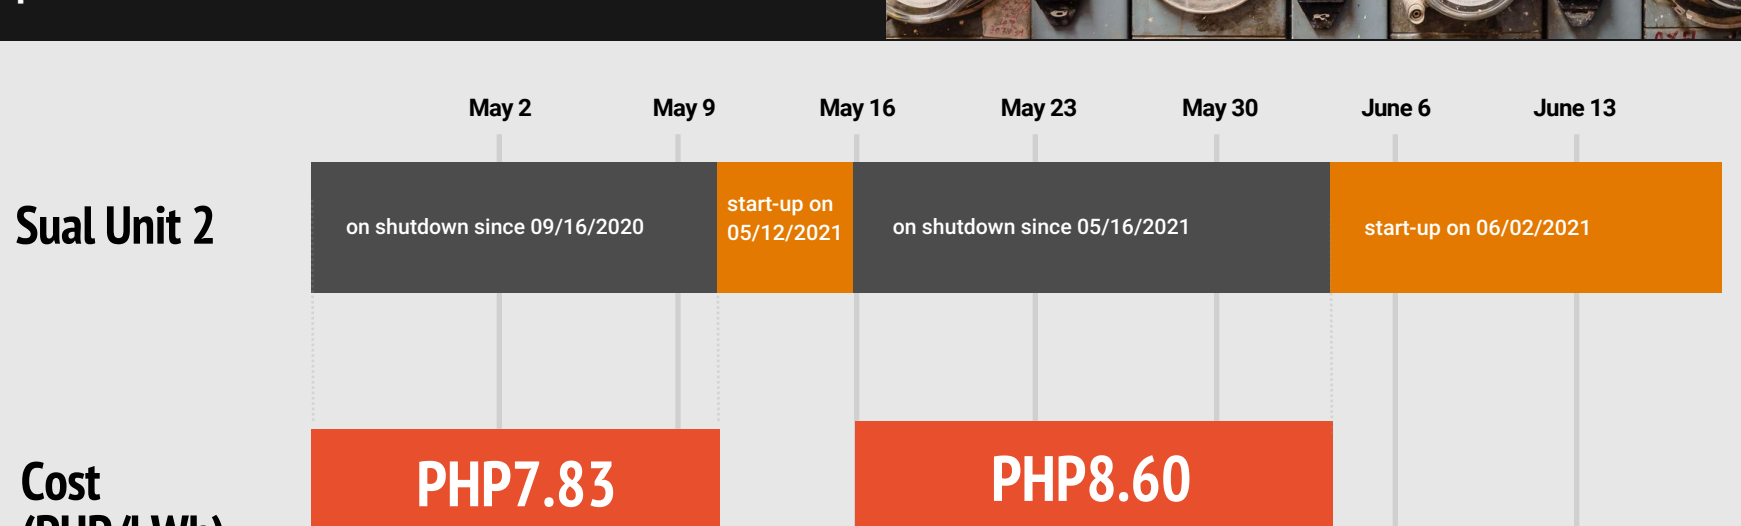 May 2 May 9 May 16 May 23 May 30 June 6 June 13
Sual Unit 2
on shutdown since 09/16/2020
start-up on
05/12/2021
on shutdown since 05/16/2021
start-up on 06/02/2021
Cost
PHP7.83
PHP8.60